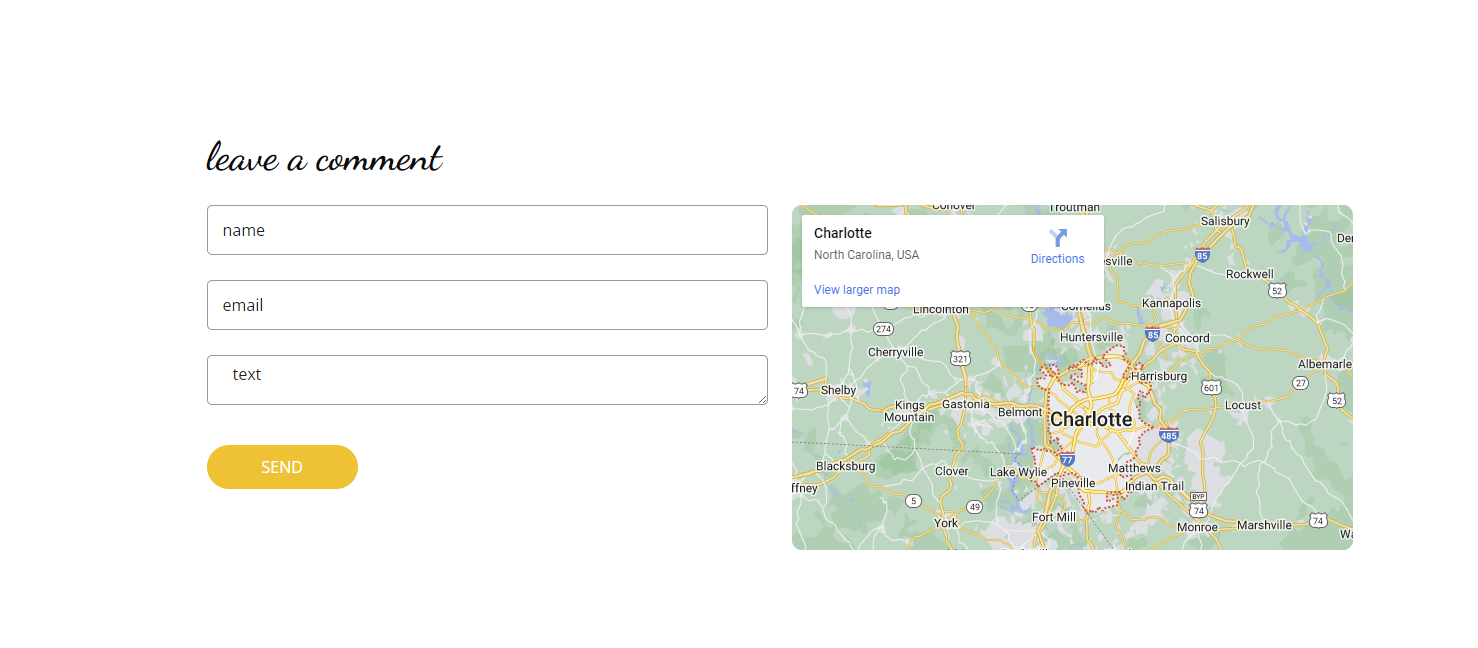 leave a comment
name
email
text
SEND
Charlotte
North Carolina, USA
Directions
View larger map
Conover
Troutman
Salisbury
esville
85
Rockwell
52
Kannapolis
Cornelius
Lincolnton
274
Huntersville
85
Concord
Cherryville
321
Albemarle
Harrisburg
27
601
74
Shelby
52
Kings
Mountain
Gastonia
Belmont
Locust
Charlotte
485
77
Blacksburg
Clover
Lake Wylie
Matthews
Pineville
Indian Trail
ffney
5
49
BYP
74
York
Fort Mill
Monroe
Marshville
74